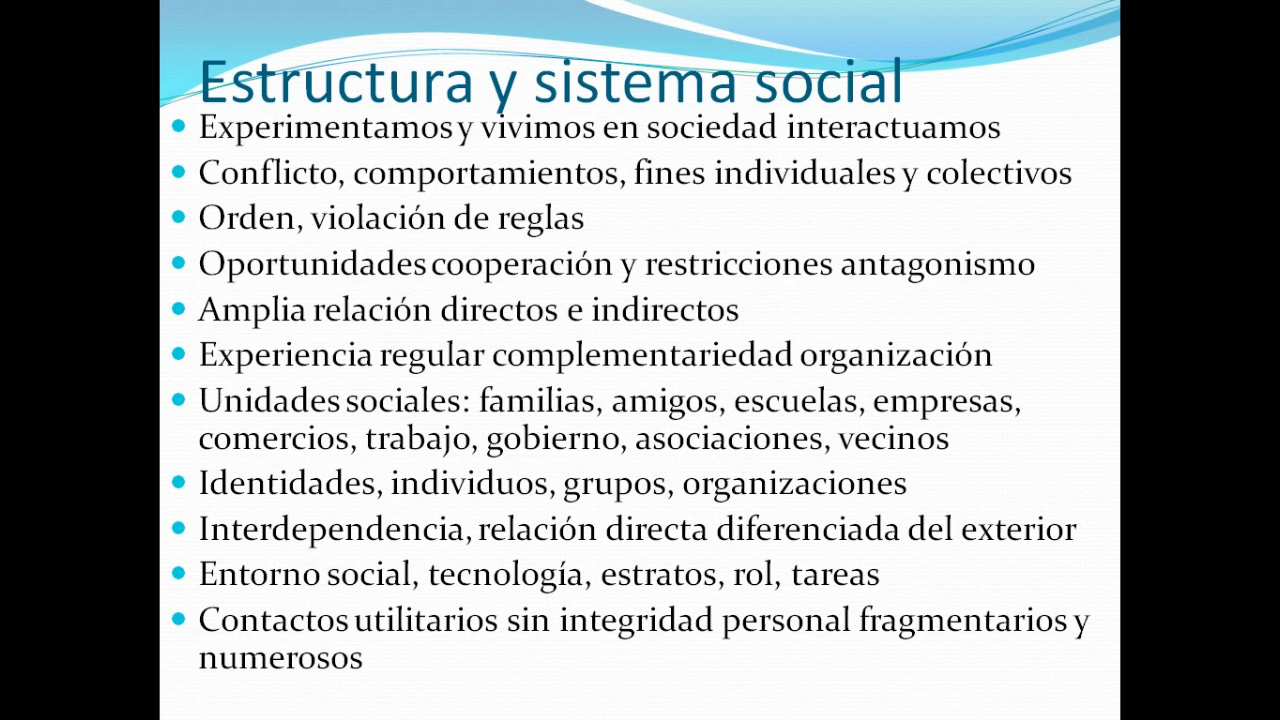 Estructura y sistema social
• Experimentamos y vivimos en sociedad interactuamos
• Conflicto, comportamientos, fines individuales y colectivos
• Orden, violación de reglas
• Oportunidades cooperación y restricciones antagonismo
• Amplia relación directos e indirectos
• Experiencia regular complementariedad organización
• Unidades sociales: familias, amigos, escuelas, empresas,
comercios, trabajo, gobierno, asociaciones, vecinos
• Identidades, individuos, grupos, organizaciones
• Interdependencia, relación directa diferenciada del exterior
• Entorno social, tecnología, estratos, rol, tareas
• Contactos utilitarios sin integridad personal fragmentarios y
numerosos